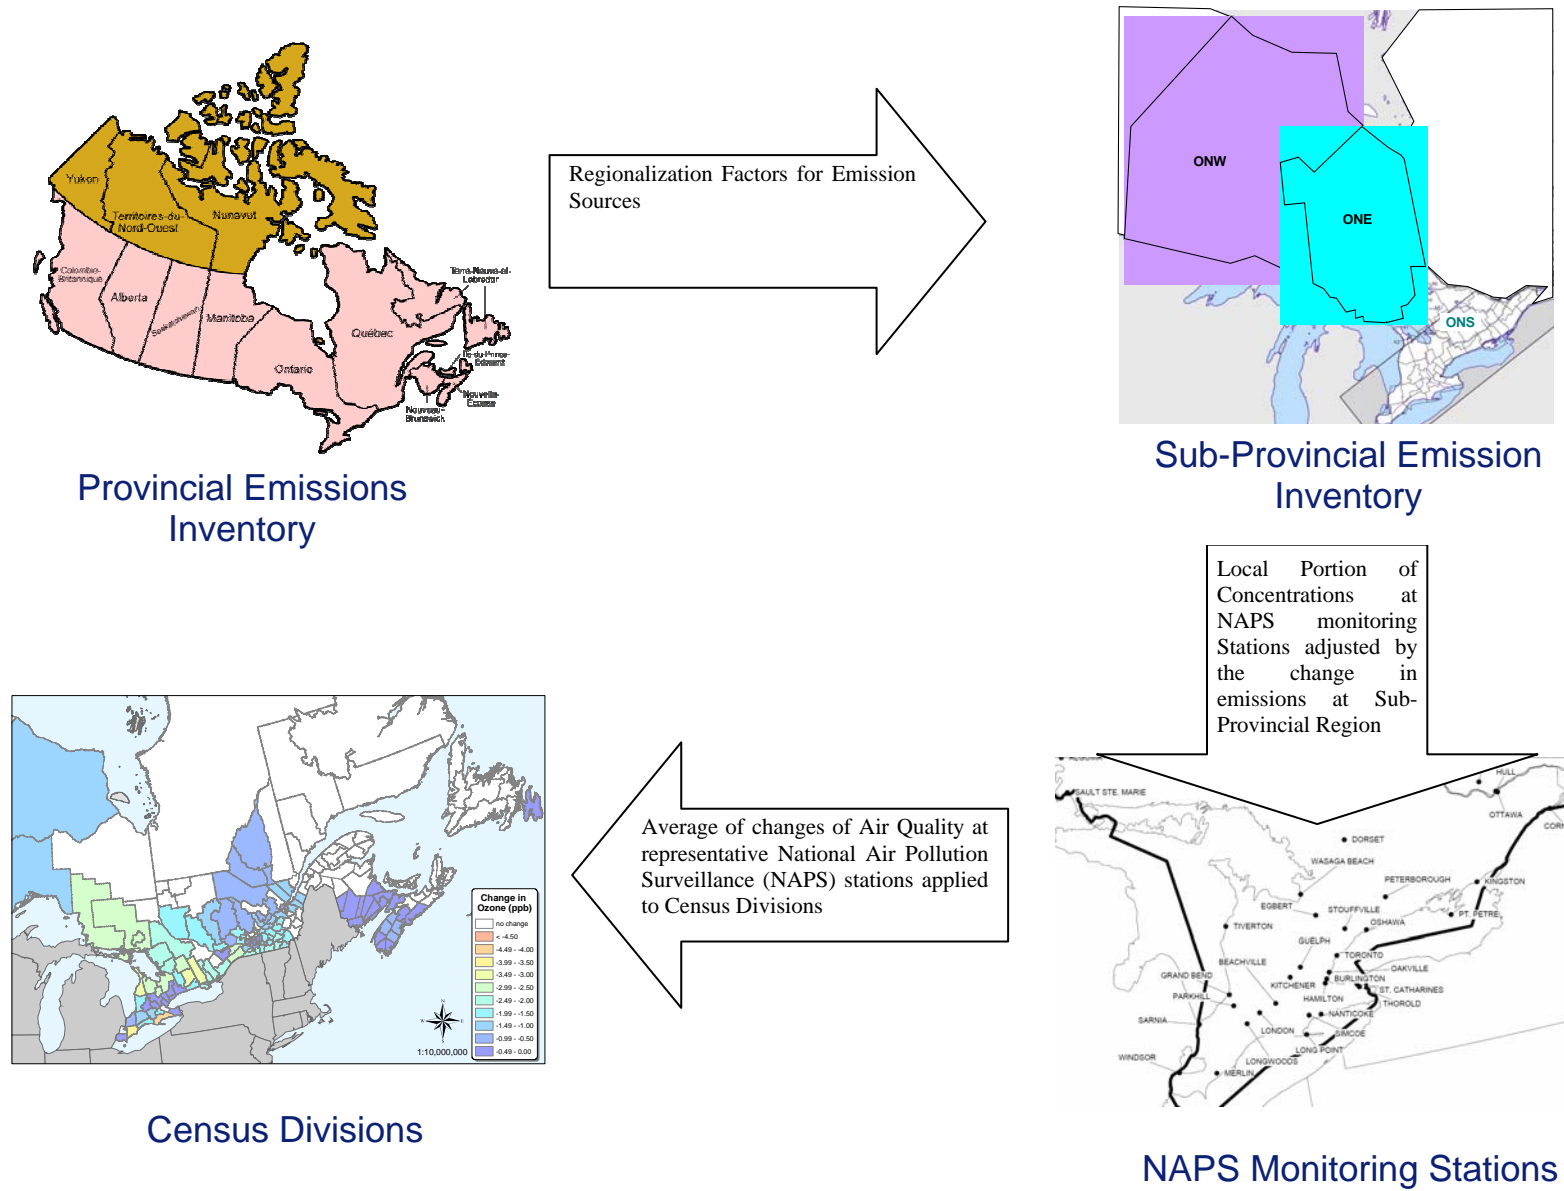 Yukon
Territoires-du-
Nord-Ouest
Nunavut
Colombie-
Britannique
Alberta
Saskatchewan
Manitoba
Ontario
Québec
Terre-Neuve-et-
Labrador
Île-du-Prince-
Édouard
Nouvelle-
Écosse
Nouveau-
Brunswick
Provincial Emissions
Inventory
Regionalization Factors for Emission
Sources
ONW
ONE
ONS
Sub-Provincial Emission
Inventory
Local Portion of
Concentrations at
NAPS monitoring
Stations adjusted by
the change in
emissions at Sub-
Provincial Region
SAULT STE. MARIE
HULL
OTTAWA
DORSET
WASAGA BEACH
PETERBOROUGH
KINGSTON
EGBERT
STOUFFVILLE
OSHAWA
PT. PETRE
TIVERTON
GUELPH
TORONTO
BEACHVILLE
OAKVILLE
GRAND BEND
KITCHENER
BURLINGTON
ST. CATHARINES
PARKHILL
HAMILTON
THOROLD
SARNIA
NANTICOKE
LONDON
SIMCOE
LONG POINT
WINDSOR
LONGWOODS
MERLIN
NAPS Monitoring Stations
Average of changes of Air Quality at
representative National Air Pollution
Surveillance (NAPS) stations applied
to Census Divisions
Change in
Ozone (ppb)
no change
< -4.50
-4.49 - -4.00
-3.99 - -3.50
-3.49 - -3.00
-2.99 - -2.50
-2.49 - -2.00
-1.99 - -1.50
-1.49 - -1.00
-0.99 - -0.50
-0.49 - 0.00
1:10,000,000
Census Divisions